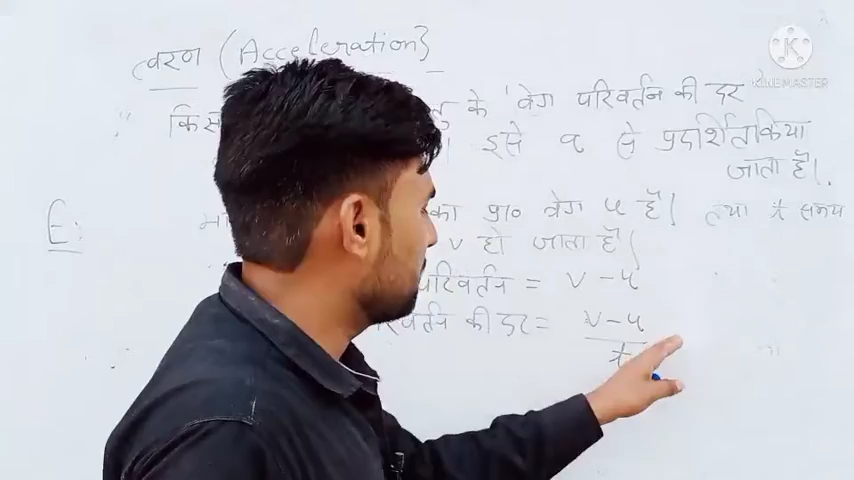 त्वरण (Acceleration)
K
KINEMASTER
के 'वेग परिवर्तन की दर
इसे a से प्रदर्शित किया
जाता है।
E:
का प्रा० वेग u है। तथा t समय
v हो जाता है।
परिवर्तन = v - u
की दर = v - u
t